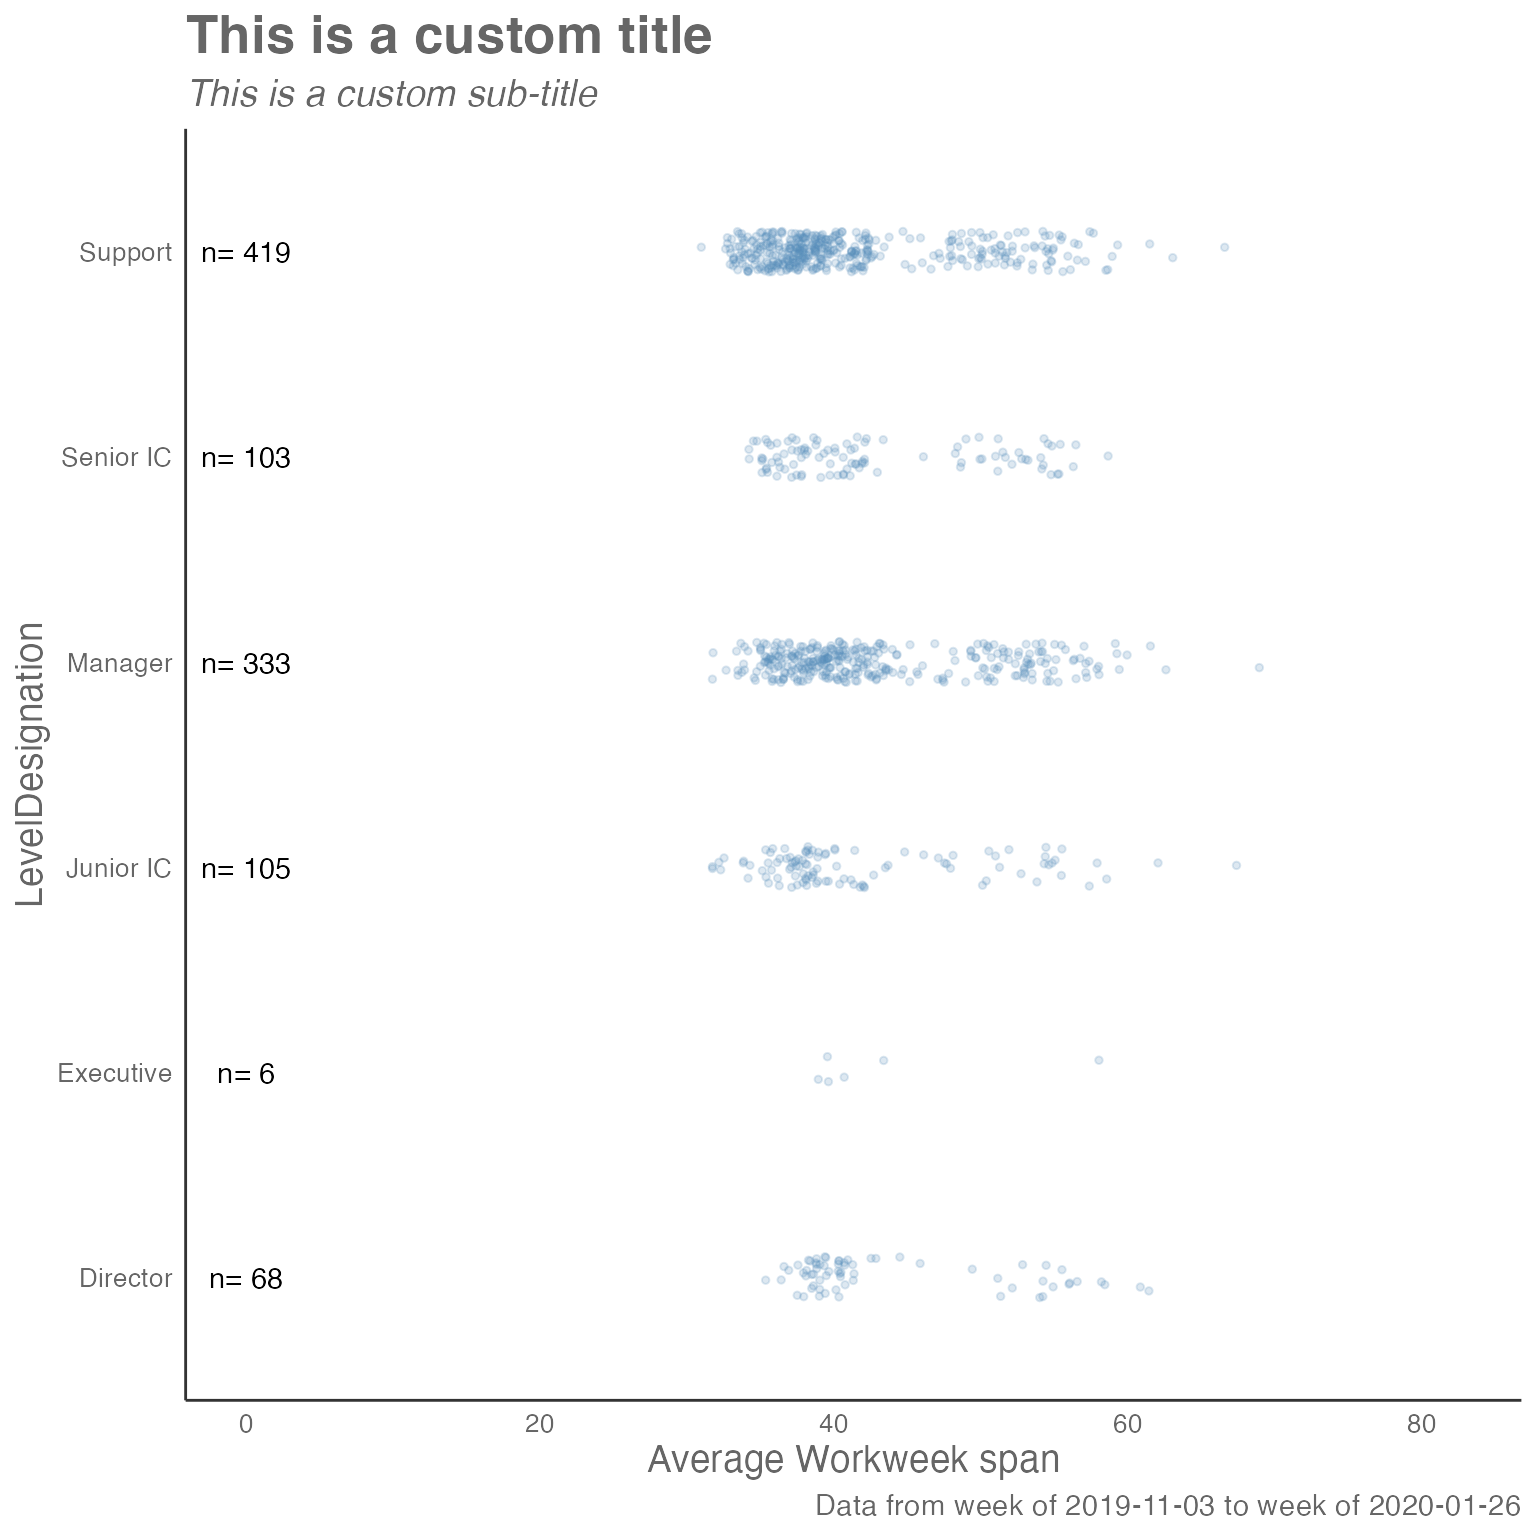 This is a custom title
This is a custom sub-title
LevelDesignation
Support n= 419
Senior IC n= 103
Manager n= 333
Junior IC n= 105
Executive n= 6
Director n= 68
0 20 40 60 80
Average Workweek span
Data from week of 2019-11-03 to week of 2020-01-26